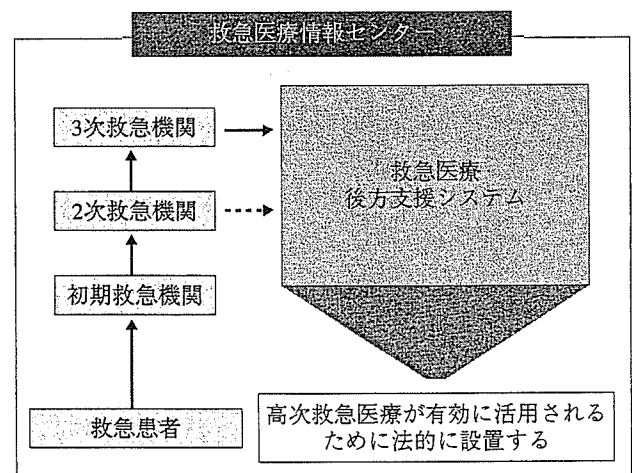 救急医療情報センター
3次救急機関
2次救急機関
初期救急機関
救急患者
救急医療
後方支援システム
高次救急医療が有効に活用される
ために法的に設置する